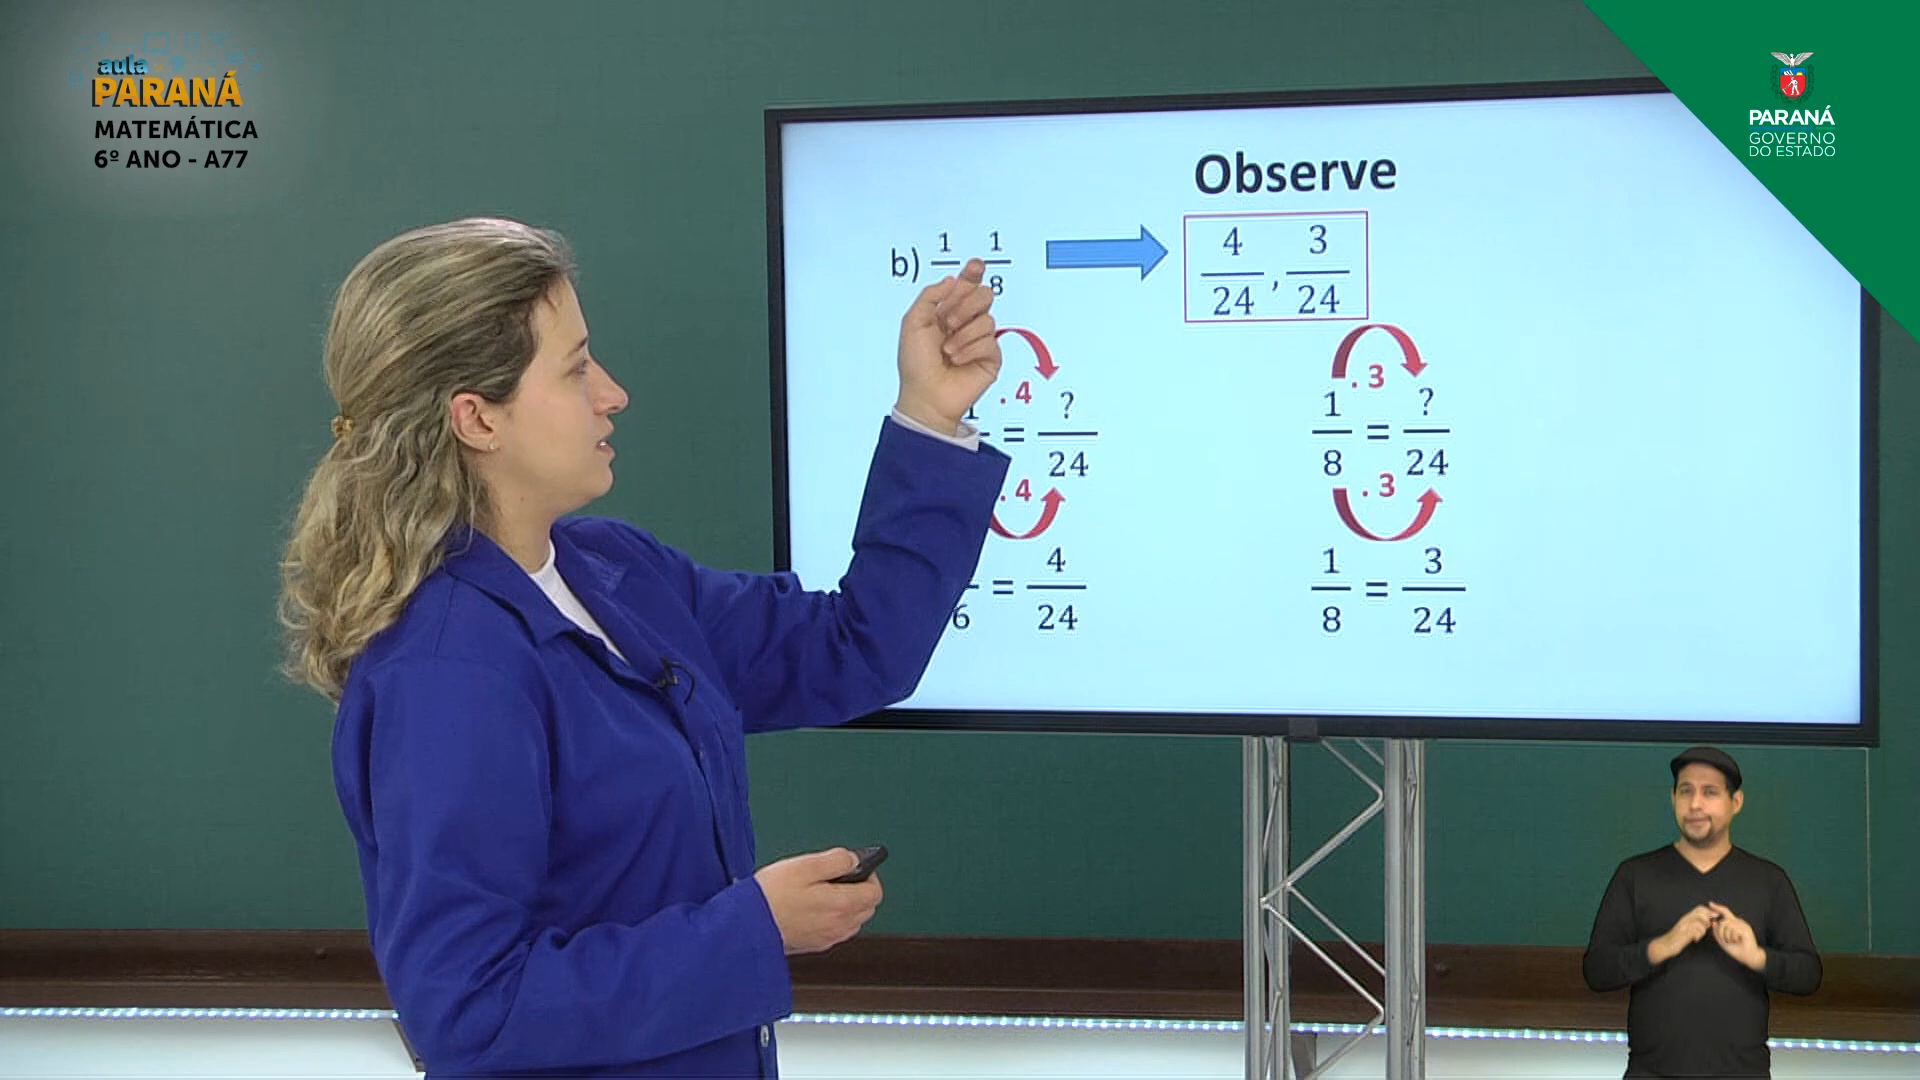 aula
PARANÁ
MATEMÁTICA
6º ANO - A77
PARANÁ
GOVERNO
DO ESTADO
Observe
b) 1/ 1/8 4/24 , 3/24
. 4 . 3
1/ = ?/24 1/8 = ?/24
. 4 . 3
/6 = 4/24 1/8 = 3/24